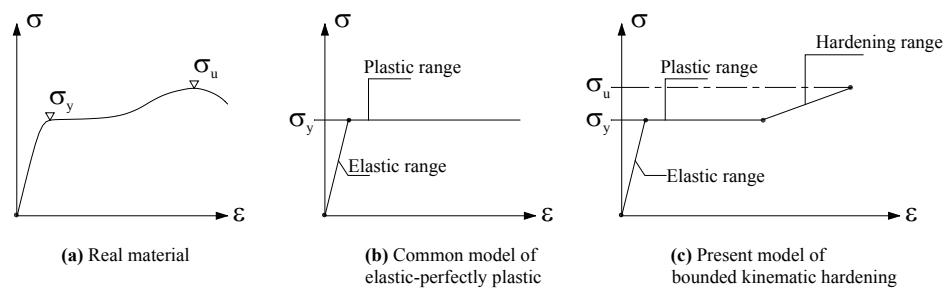 σ
σy
σu
ε
(a) Real material
σ
Plastic range
σy
Elastic range
ε
(b) Common model of
elastic-perfectly plastic
σ
Hardening range
Plastic range
σu
σy
Elastic range
ε
(c) Present model of
bounded kinematic hardening